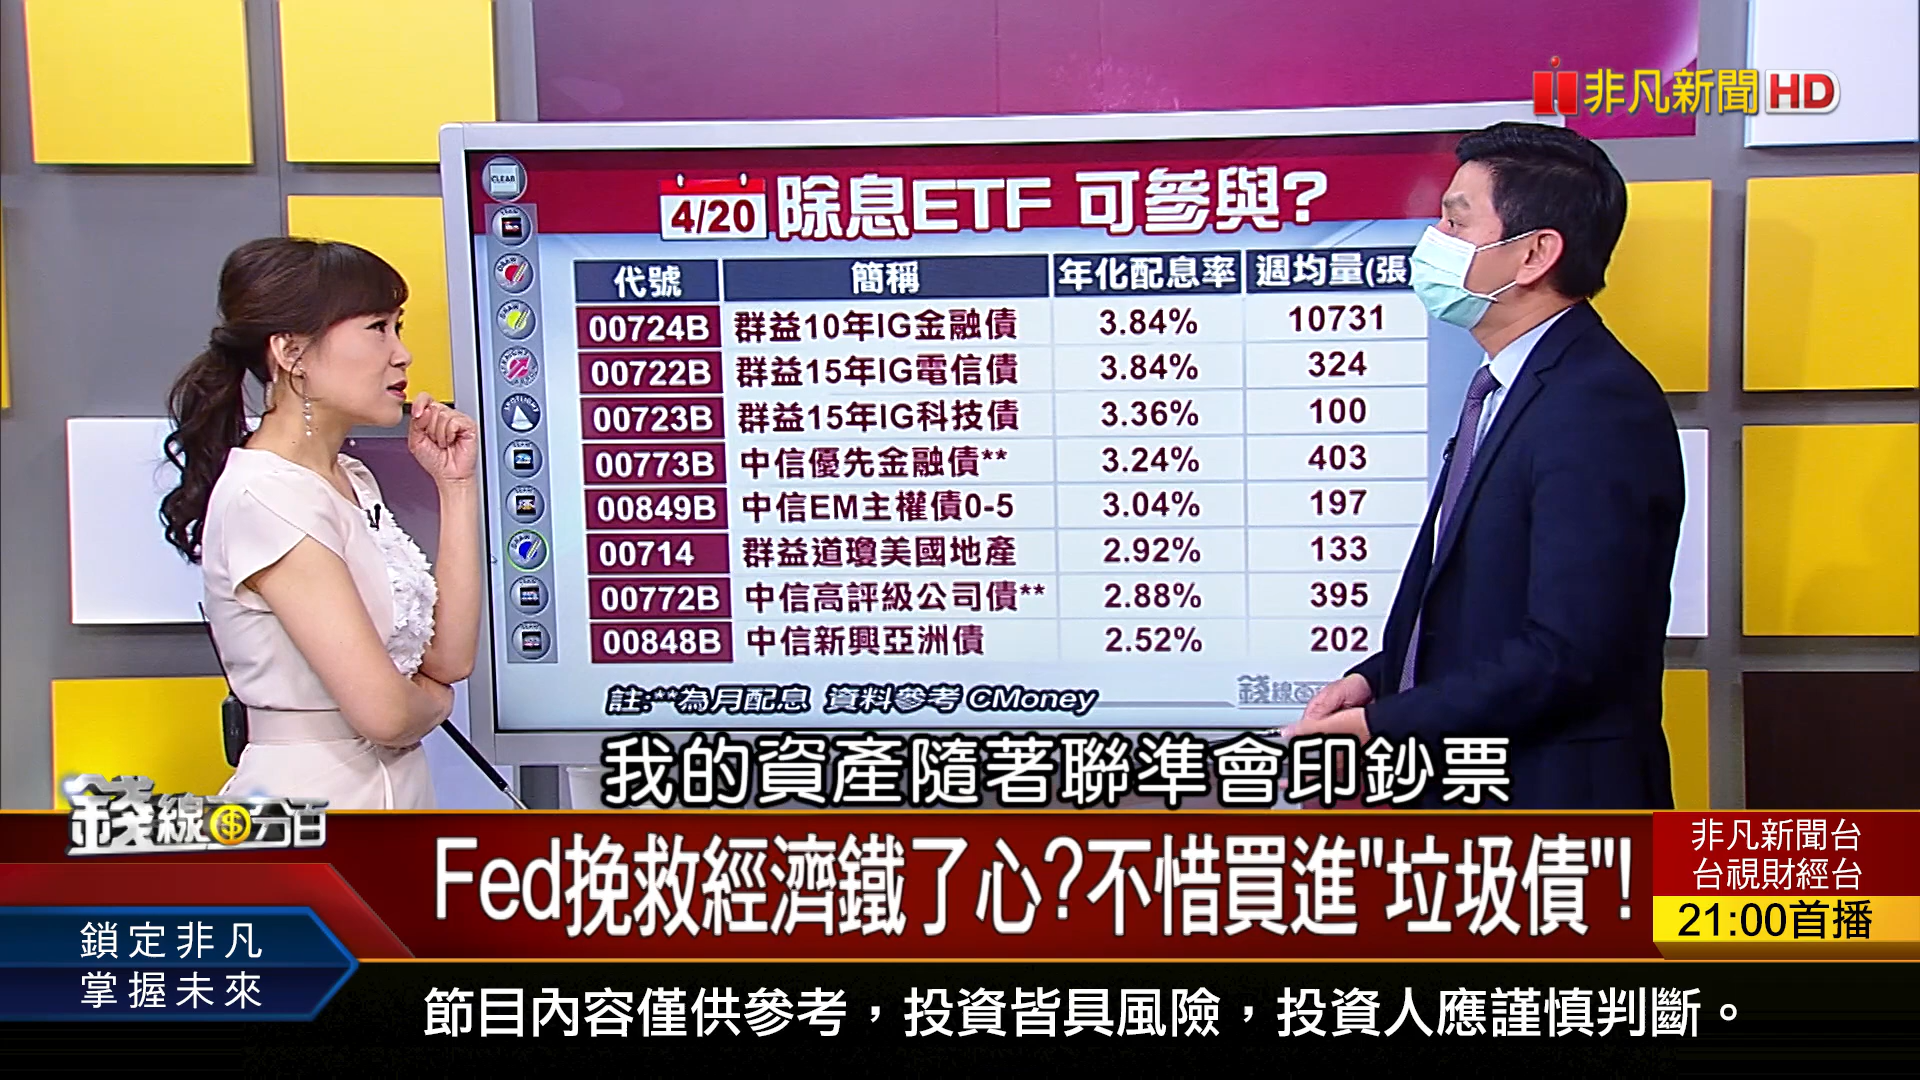 非凡新聞HD
CLEAR
4/20 除息ETF 可參與?
代號 簡稱 年化配息率 週均量(張)
00724B 群益10年IG金融債 3.84% 10731
00722B 群益15年IG電信債 3.84% 324
00723B 群益15年IG科技債 3.36% 100
00773B 中信優先金融債** 3.24% 403
00849B 中信EM主權債0-5 3.04% 197
00714 群益道瓊美國地產 2.92% 133
00772B 中信高評級公司債** 2.88% 395
00848B 中信新興亞洲債 2.52% 202
註:**為月配息 資料參考 CMoney
錢線百
我的資產隨著聯準會印鈔票
錢線百分百
Fed挽救經濟鐵了心?不惜買進"垃圾債"!
非凡新聞台
台視財經台
21:00首播
鎖定非凡
掌握未來
節目內容僅供參考，投資皆具風險，投資人應謹慎判斷。